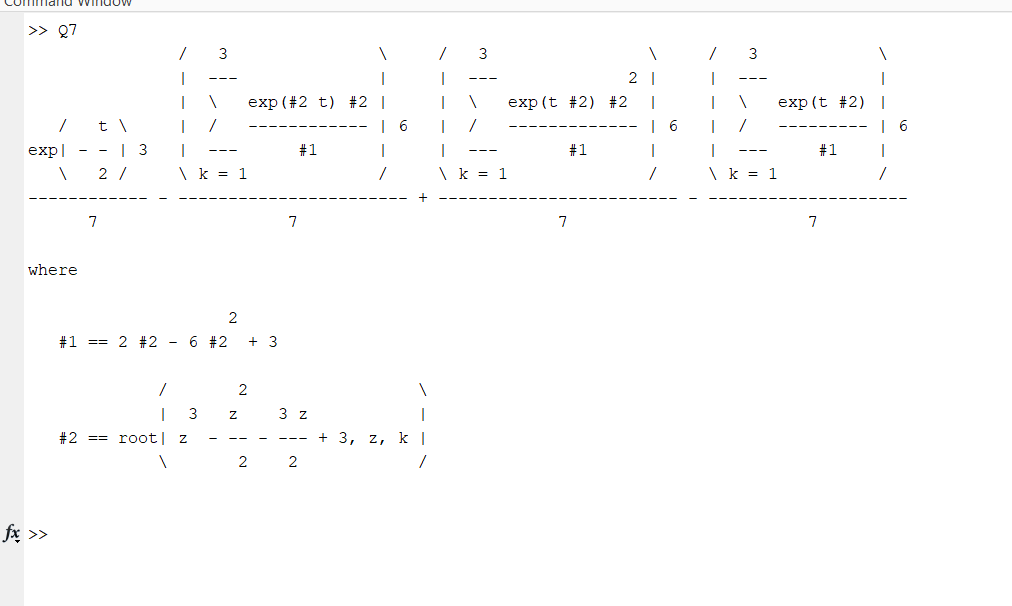 Command Window
>> Q7
               /   3               \     /   3                \     /   3            \
               |  ---              |     |  ---             2 |     |  ---           |
               |  \   exp(#2 t) #2 |     |  \   exp(t #2) #2  |     |  \   exp(t #2) |
   /   t \     |  /   ------------ | 6   |  /   ------------- | 6   |  /   --------- | 6
exp| - - | 3   |  ---      #1      |     |  ---       #1      |     |  ---     #1    |
   \   2 /     \ k = 1             /     \ k = 1              /     \ k = 1          /
------------ - ----------------------- + ------------------------ - --------------------
      7                   7                          7                        7
where
                    2
   #1 == 2 #2 - 6 #2  + 3
             /       2                 \
             |  3   z    3 z           |
   #2 == root| z  - -- - --- + 3, z, k |
             \       2    2            /
fx >>